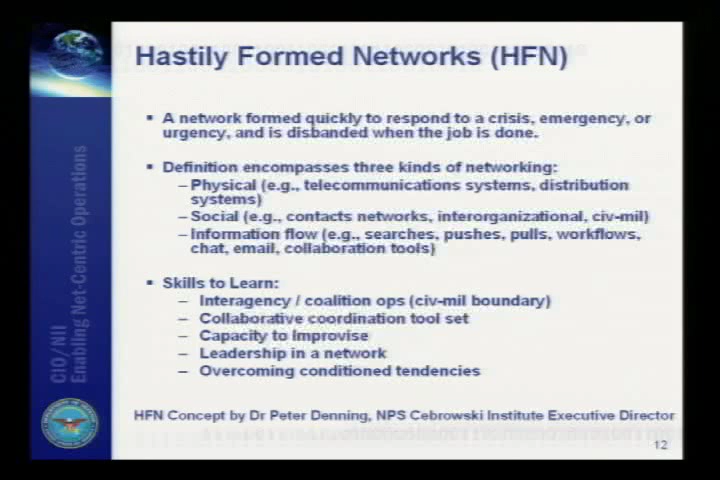 Hastily Formed Networks (HFN)
▪ A network formed quickly to respond to a crisis, emergency, or
urgency, and is disbanded when the job is done.
▪ Definition encompasses three kinds of networking:
–Physical (e.g., telecommunications systems, distribution
systems)
–Social (e.g., contacts networks, interorganizational, civ-mil)
–Information flow (e.g., searches, pushes, pulls, workflows,
chat, email, collaboration tools)
▪ Skills to Learn:
– Interagency / coalition ops (civ-mil boundary)
– Collaborative coordination tool set
– Capacity to Improvise
– Leadership in a network
– Overcoming conditioned tendencies
HFN Concept by Dr Peter Denning, NPS Cebrowski Institute Executive Director
12
CIO/NII
Enabling Net-Centric Operations